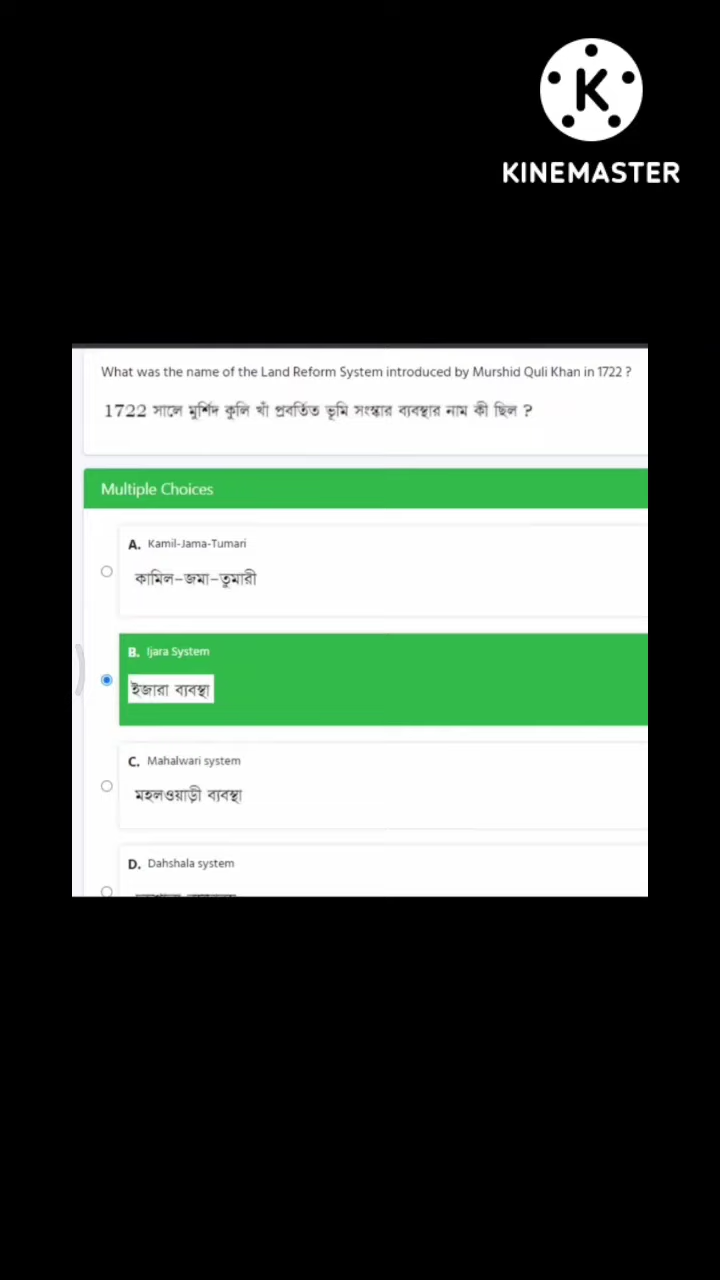 K
KINEMASTER
What was the name of the Land Reform System introduced by Murshid Quli Khan in 1722 ?
1722 সালে মুর্শিদ কুলি খাঁ প্রবর্তিত ভূমি সংস্কার ব্যবস্থার নাম কী ছিল ?
Multiple Choices
A. Kamil-Jama-Tumari
কামিল-জমা-তুমারী
B. Ijara System
ইজারা ব্যবস্থা
C. Mahalwari system
মহলওয়াড়ী ব্যবস্থা
D. Dahshala system